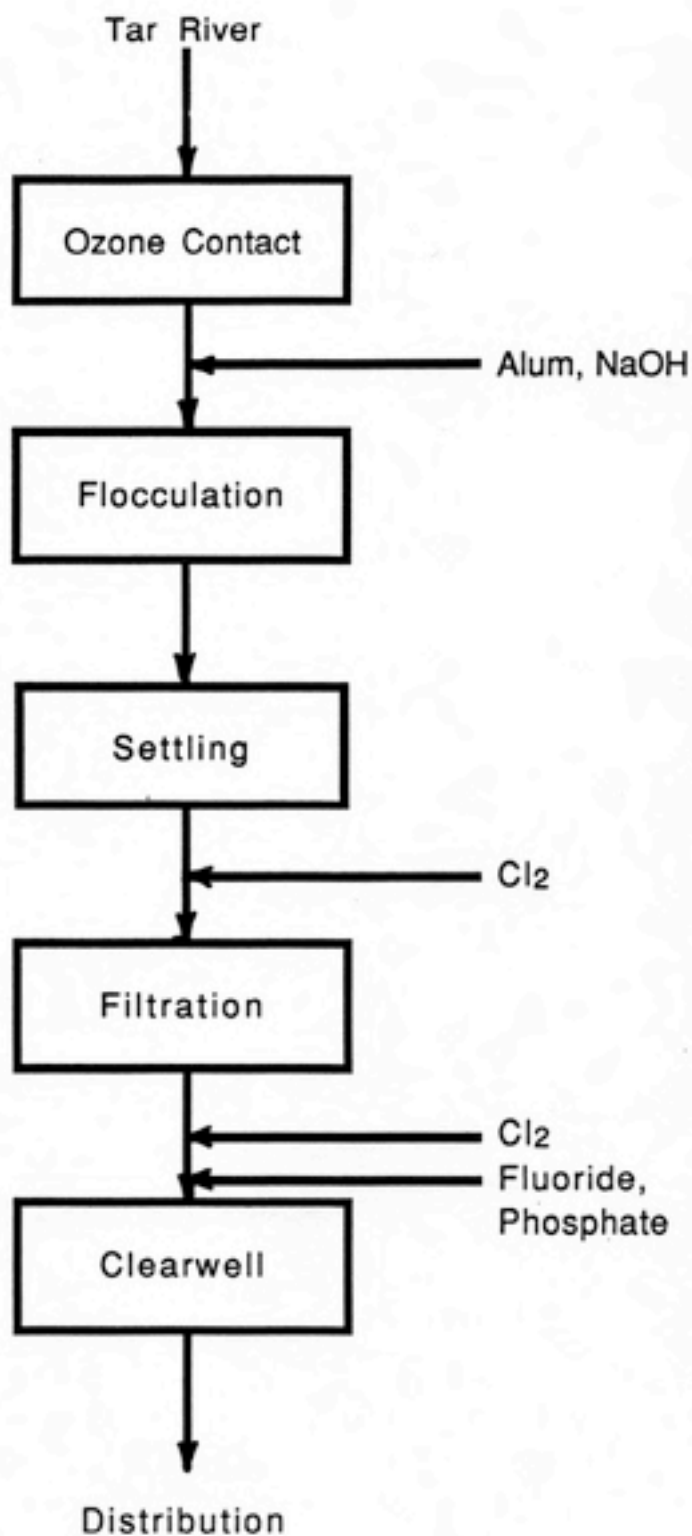 Tar River
Ozone Contact
Alum, NaOH
Flocculation
Settling
Cl2
Filtration
Cl2
Fluoride,
Phosphate
Clearwell
Distribution